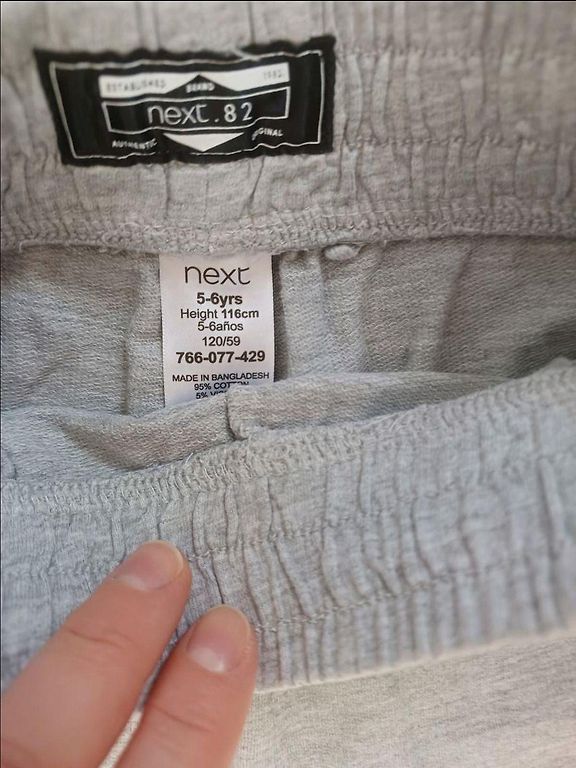 ESTABLISHED BRAND 1982
next.82
AUTHENTIC ORIGINAL
next
5-6yrs
Height 116cm
5-6años
120/59
766-077-429
MADE IN BANGLADESH
95% COTTON
5%